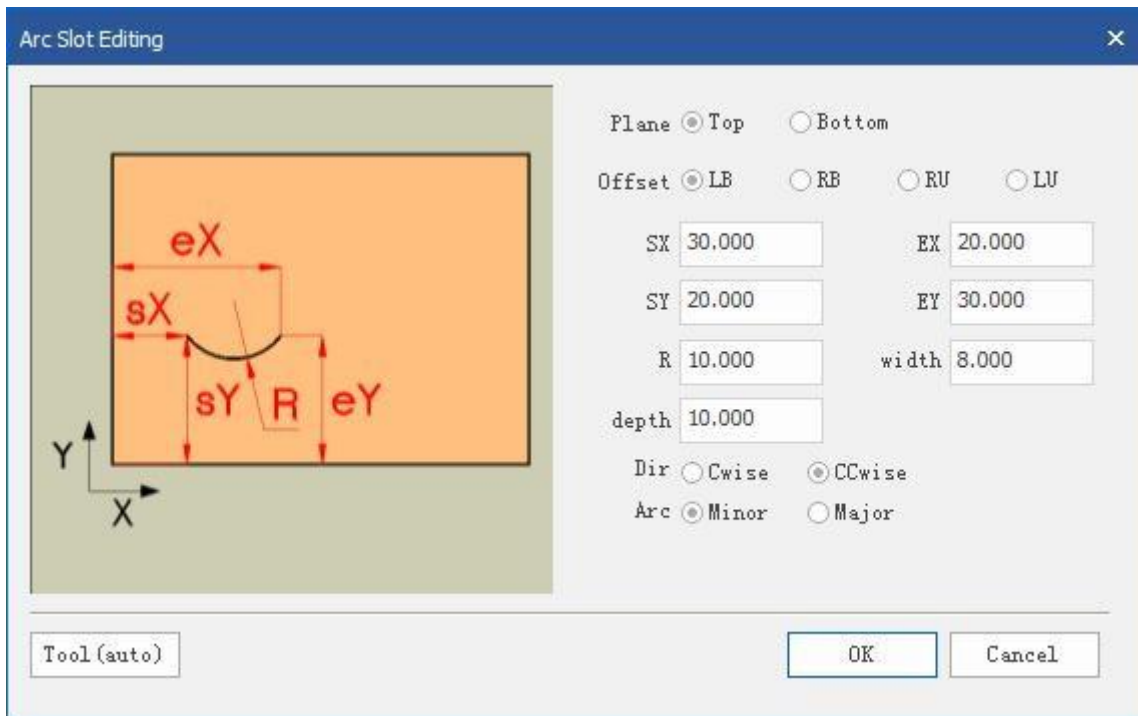 Arc Slot Editing
Plane Top Bottom
Offset LB RB RU LU
SX 30.000 EX 20.000
SY 20.000 EY 30.000
R 10.000 width 8.000
depth 10.000
Dir Cwise CCwise
Arc Minor Major
eX
sX
sY R eY
Y
X
Tool(auto) OK Cancel